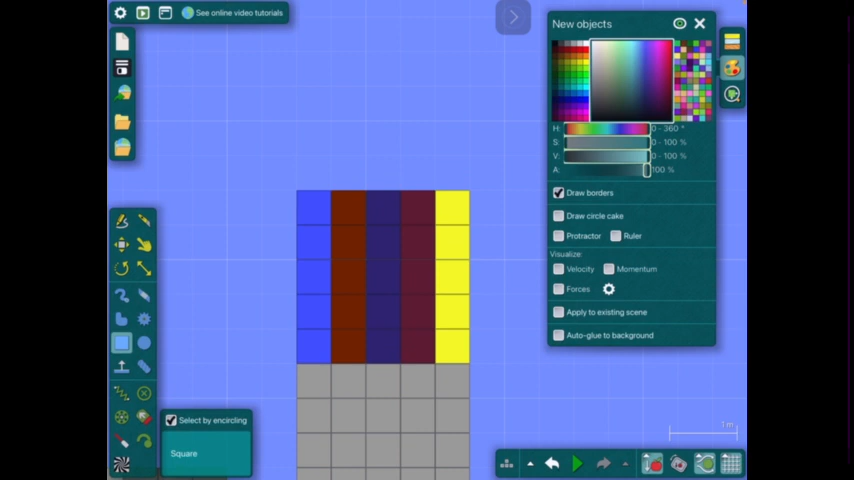 See online video tutorials
New objects
H: 0 - 360 °
S: 0 - 100 %
V: 0 - 100 %
A: 100 %
Draw borders
Draw circle cake
Protractor Ruler
Visualize:
Velocity Momentum
Forces
Apply to existing scene
Auto-glue to background
Select by encircling
Square
1 m